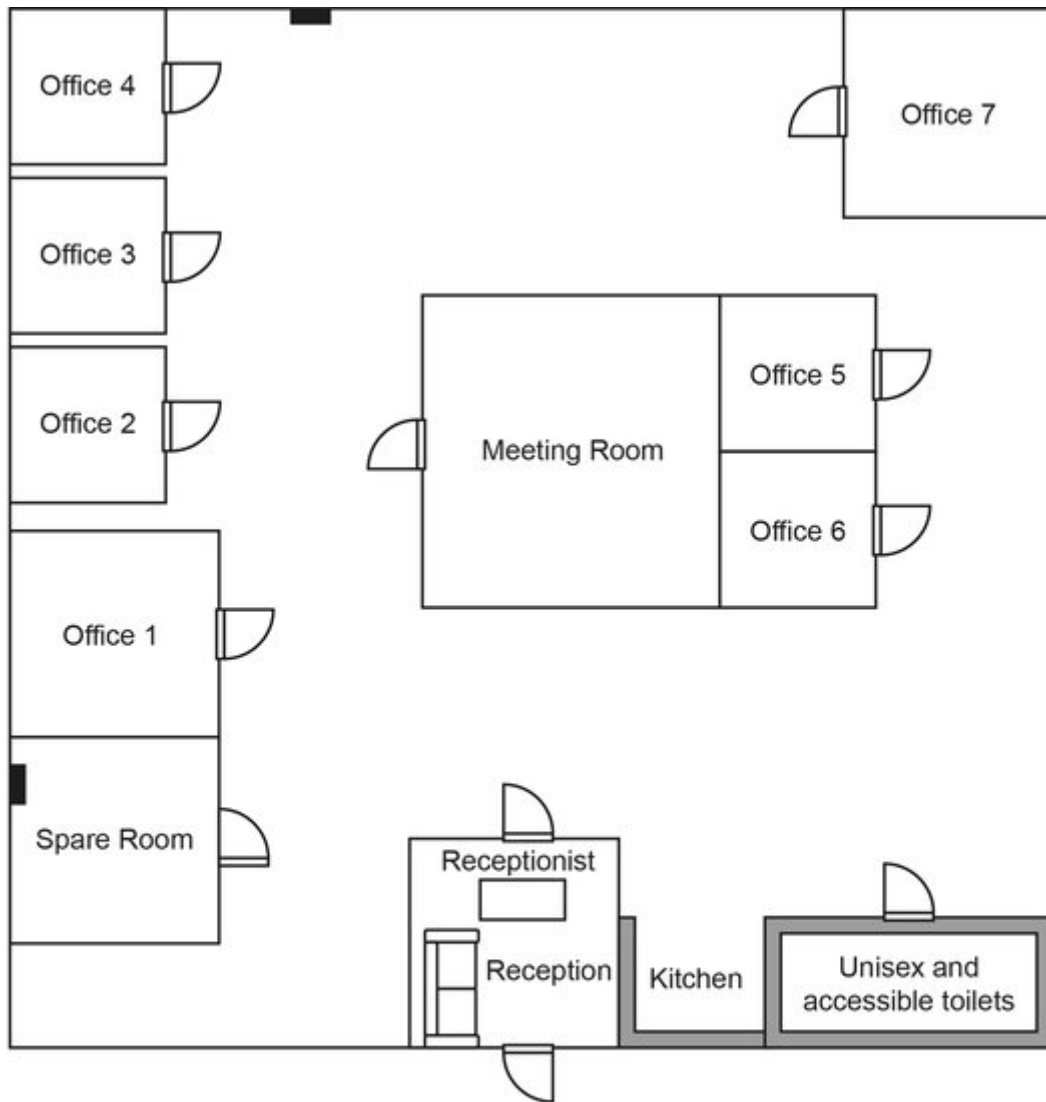 Office 4
Office 7
Office 3
Office 5
Office 2
Meeting Room
Office 6
Office 1
Spare Room
Receptionist
Reception
Kitchen
Unisex and
accessible toilets